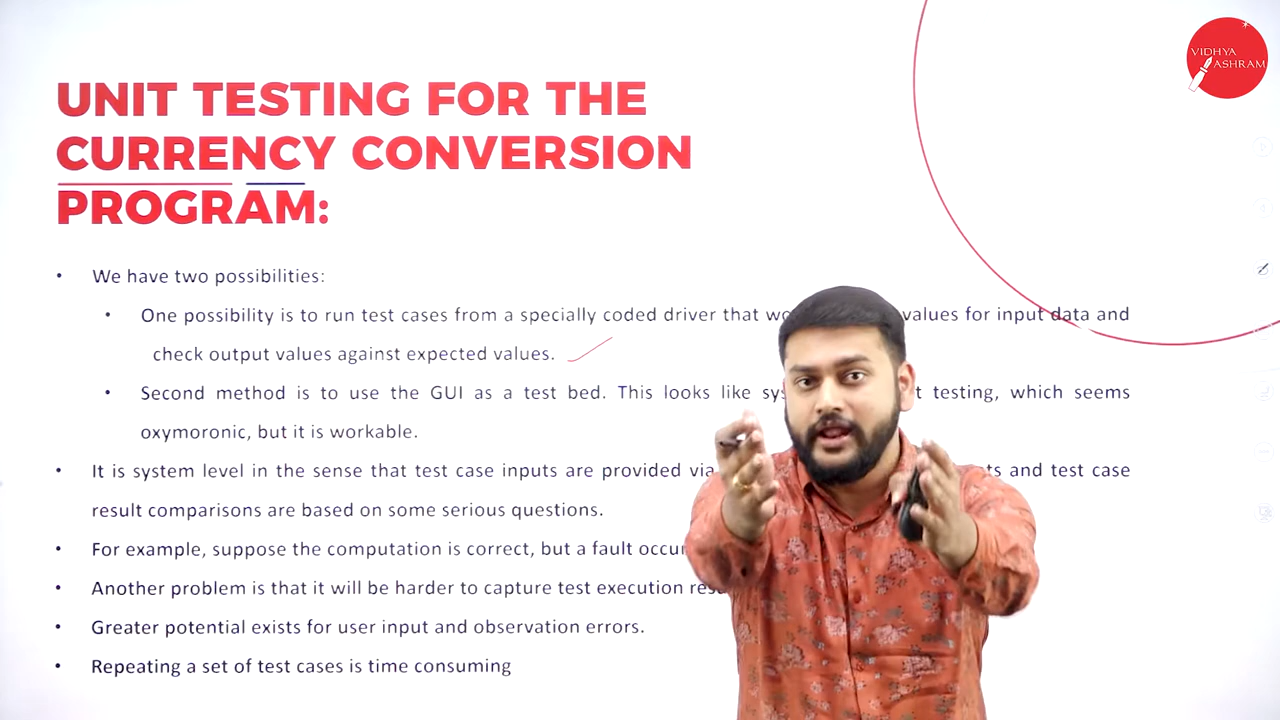 VIDHYA
ASHRAM
UNIT TESTING FOR THE
CURRENCY CONVERSION
PROGRAM:
• We have two possibilities:
• One possibility is to run test cases from a specially coded driver that values for input data and
check output values against expected values.
• Second method is to use the GUI as a test bed. This looks like testing, which seems
oxymoronic, but it is workable.
• It is system level in the sense that test case inputs are provided via and test case
result comparisons are based on some serious questions.
• For example, suppose the computation is correct, but a fault
• Another problem is that it will be harder to capture test execution
• Greater potential exists for user input and observation errors.
• Repeating a set of test cases is time consuming